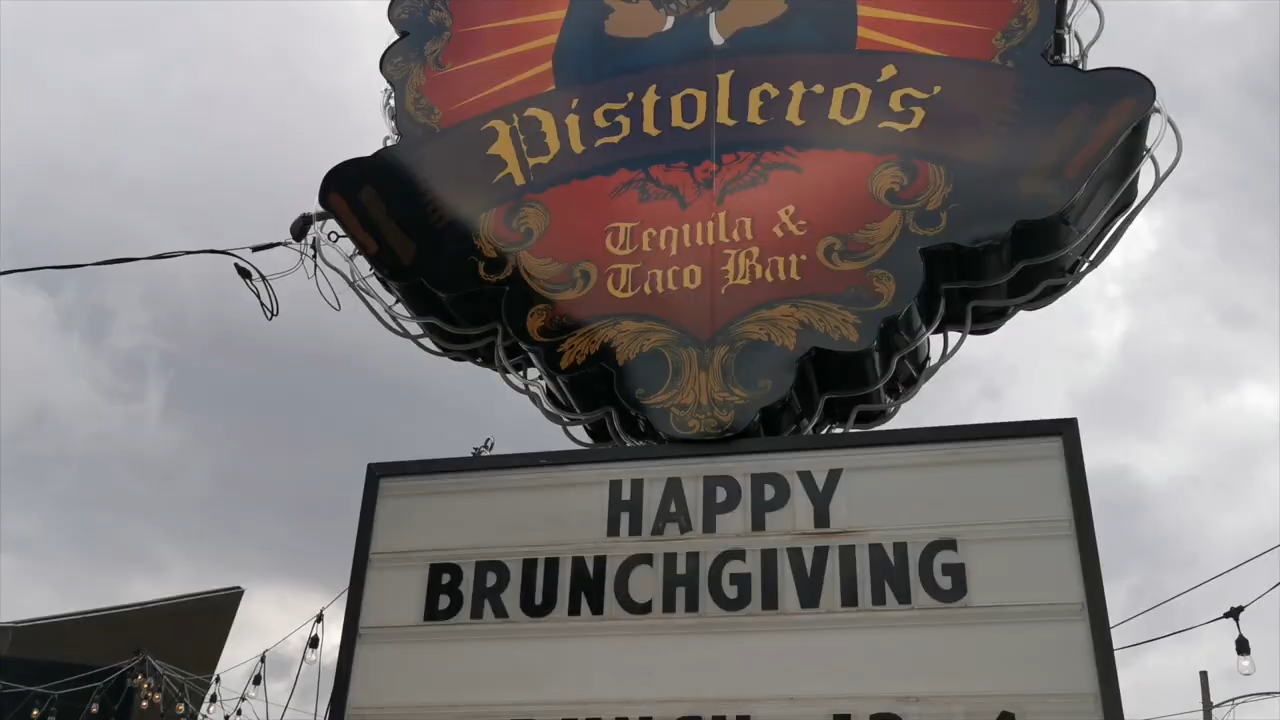 Pistolero's
Tequila &
Taco Bar
HAPPY
BRUNCHGIVING